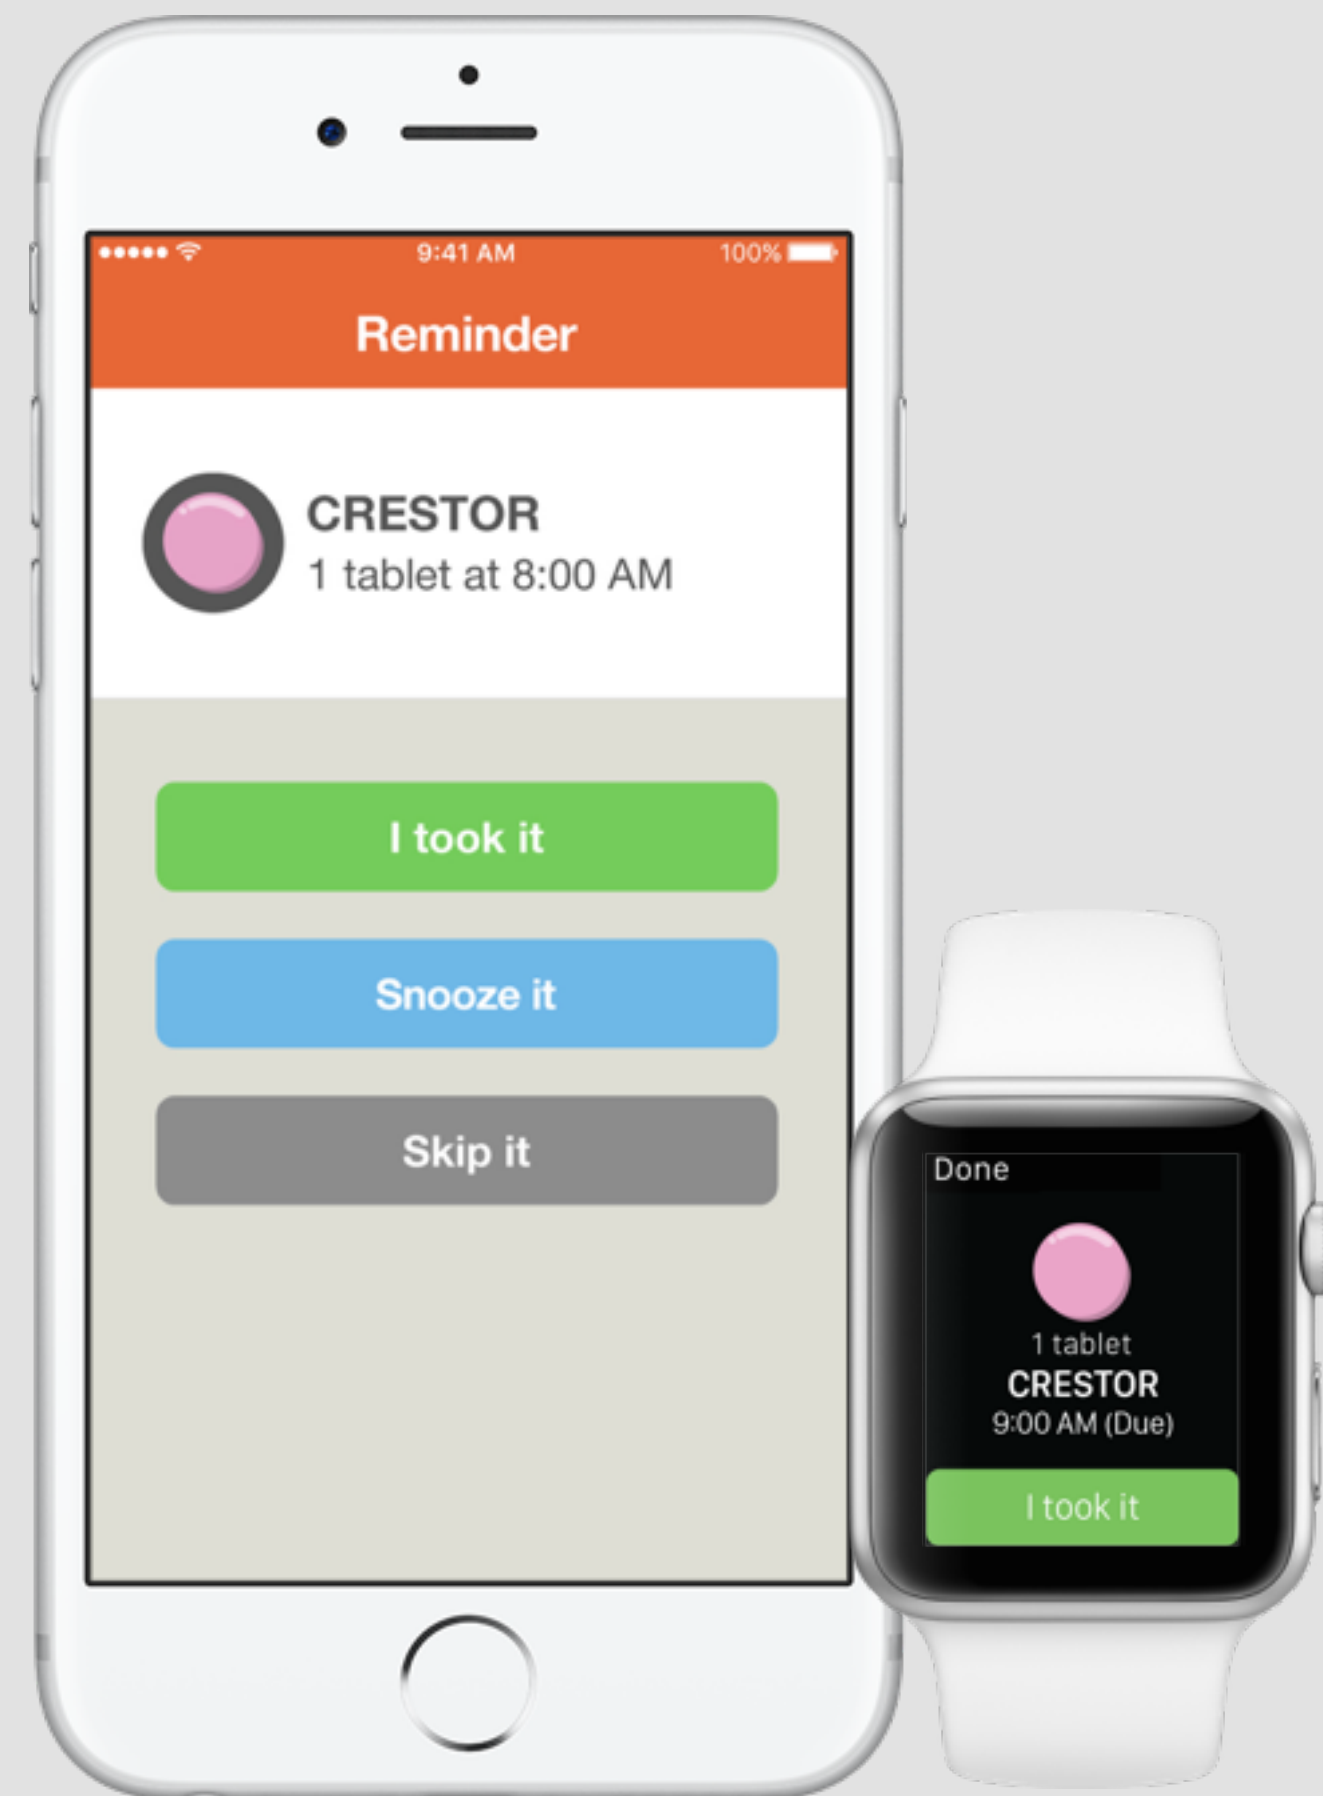 9:41 AM 100%
Reminder
CRESTOR
1 tablet at 8:00 AM
I took it
Snooze it
Skip it
Done
1 tablet
CRESTOR
9:00 AM (Due)
I took it